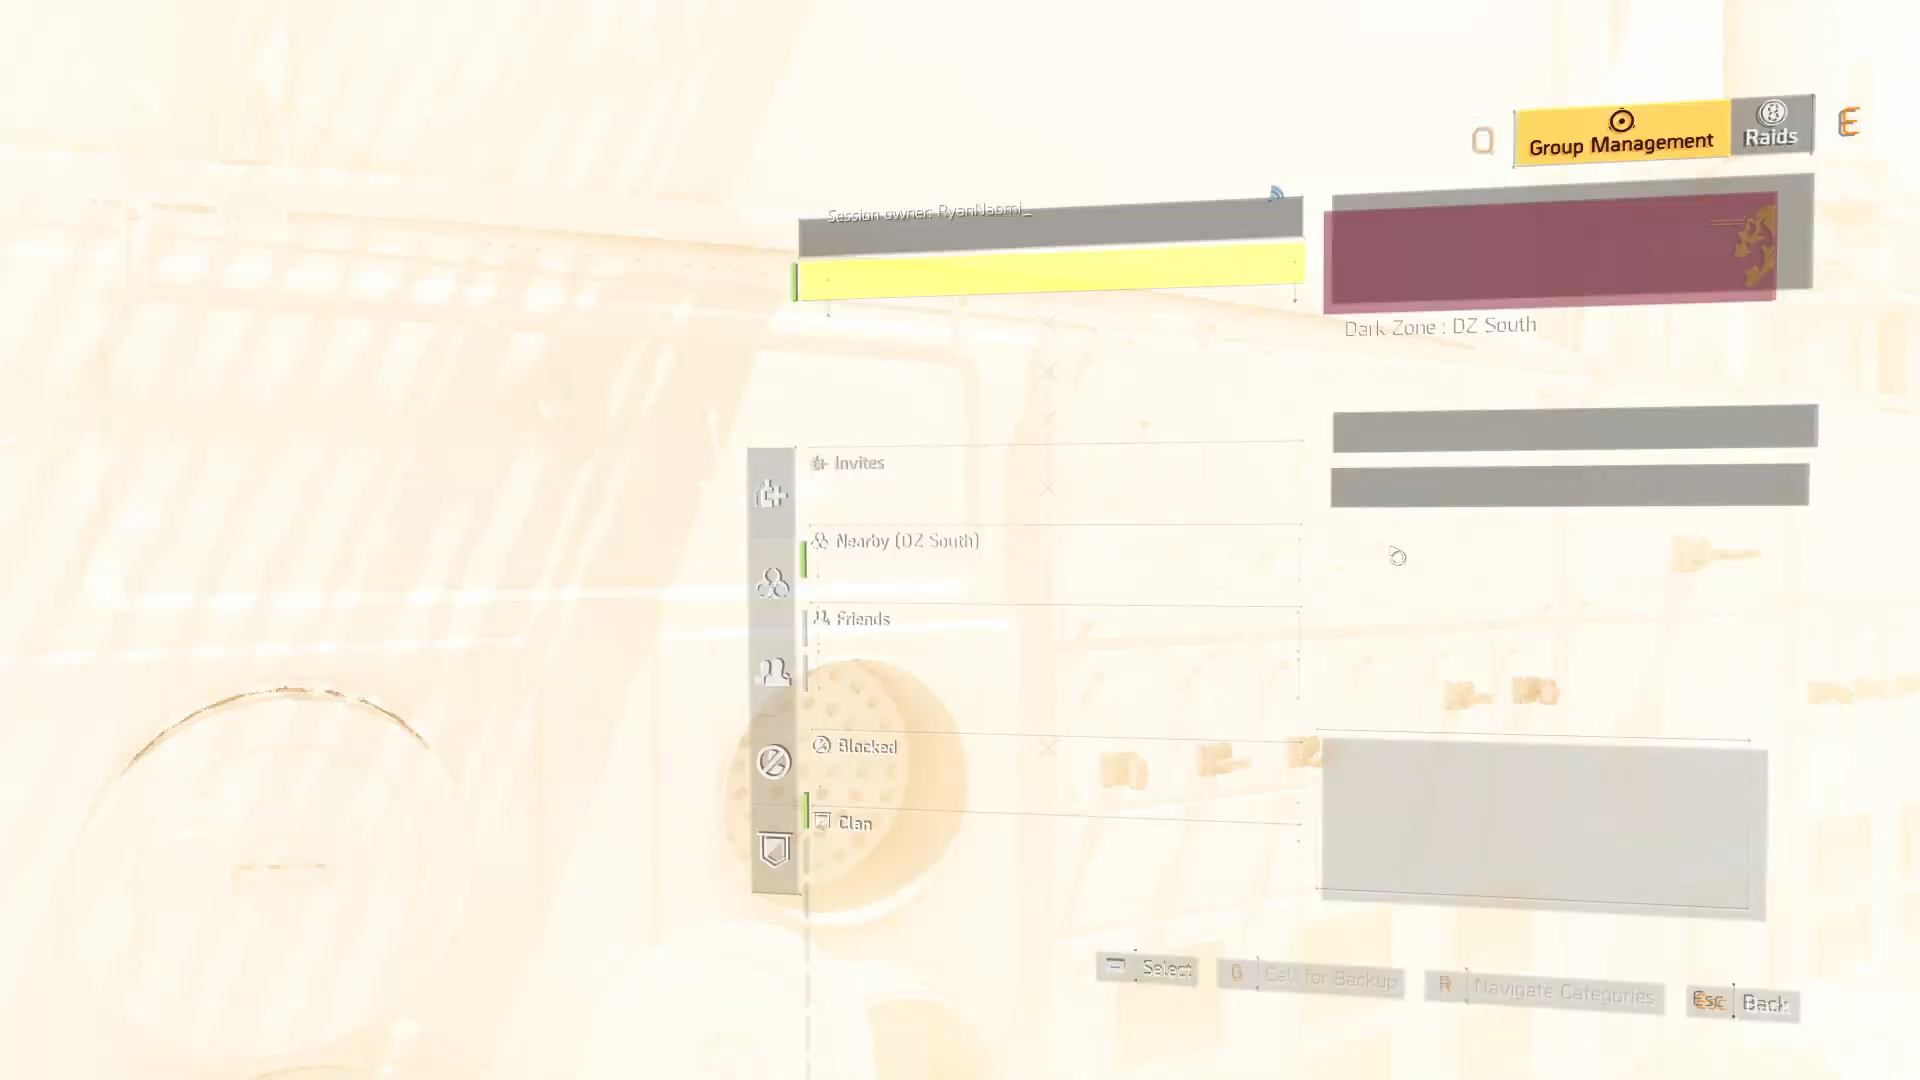 Q
Group Management
Raids
E
Session owner: RyanNaomi_
Dark Zone : DZ South
Invites
Nearby (DZ South)
Friends
Blocked
Clan
Select
G Call for Backup
R Navigate Categories
Esc Back